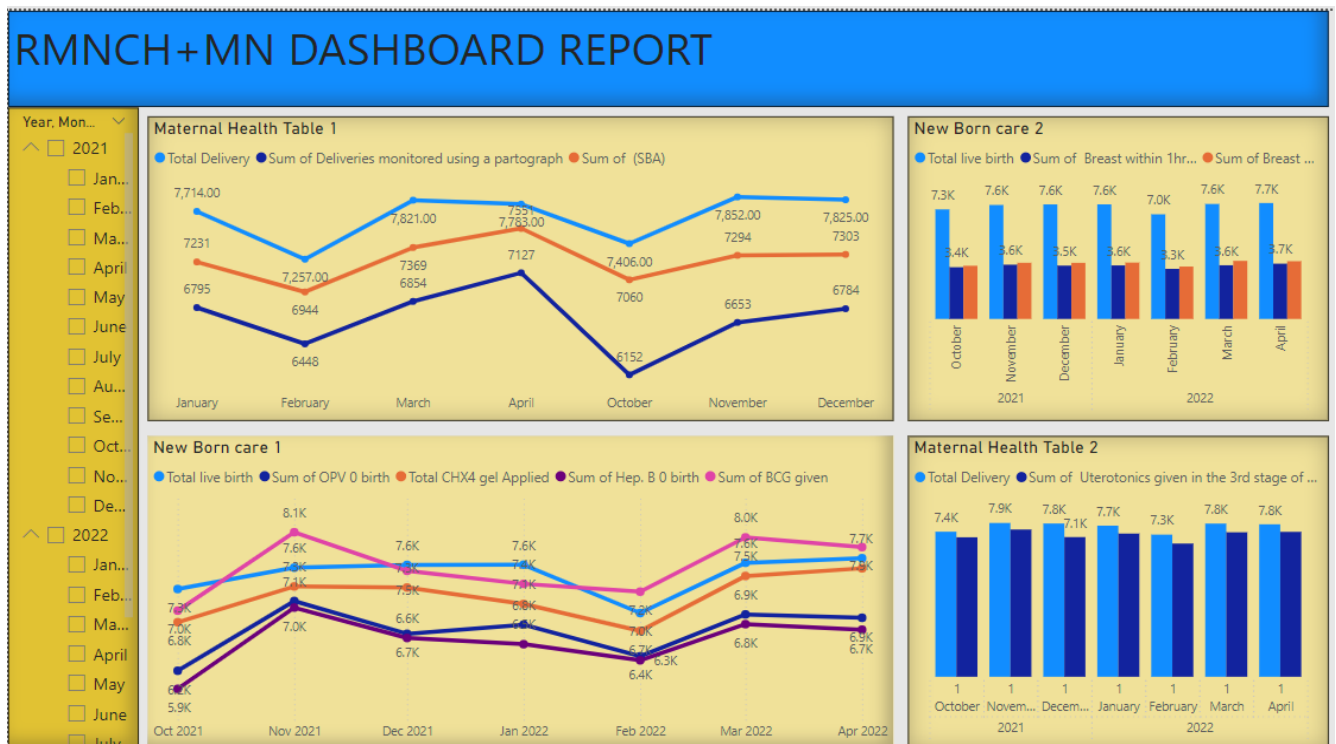 RMNCH+MN DASHBOARD REPORT
Year, Mon...
2021
Jan...
Feb...
Ma...
April
May
June
July
Au...
Se...
Oct...
No...
De...
2022
Jan...
Feb...
Ma...
April
May
June
July
Maternal Health Table 1
Total Delivery Sum of Deliveries monitored using a partograph Sum of (SBA)
7,714.00 7,257.00 7,821.00 7,783.00 7,406.00 7,852.00 7,825.00
7231 6944 7369 7551 7060 7294 7303
6795 6448 6854 7127 6152 6653 6784
January February March April October November December
New Born care 2
Total live birth Sum of Breast within 1hr... Sum of Breast ...
7.3K 7.6K 7.6K 7.6K 7.0K 7.6K 7.7K
3.4K 3.6K 3.5K 3.6K 3.3K 3.6K 3.7K
October November December January February March April
2021 2022
New Born care 1
Total live birth Sum of OPV 0 birth Total CHX4 gel Applied Sum of Hep. B 0 birth Sum of BCG given
8.1K 8.0K 7.7K
7.6K 7.6K 7.6K 7.6K
7.5K
7.1K
6.9K
7.0K 6.6K 7.0K
6.8K 7.0K 6.7K 6.8K 6.9K
6.7K
6.3K
6.4K
5.9K
Oct 2021 Nov 2021 Dec 2021 Jan 2022 Feb 2022 Mar 2022 Apr 2022
Maternal Health Table 2
Total Delivery Sum of Uterotonics given in the 3rd stage of ...
7.4K 7.9K 7.8K 7.1K 7.7K 7.3K 7.8K 7.8K
1 1 1 1 1 1 1
October Novem... Decem... January February March April
2021 2022